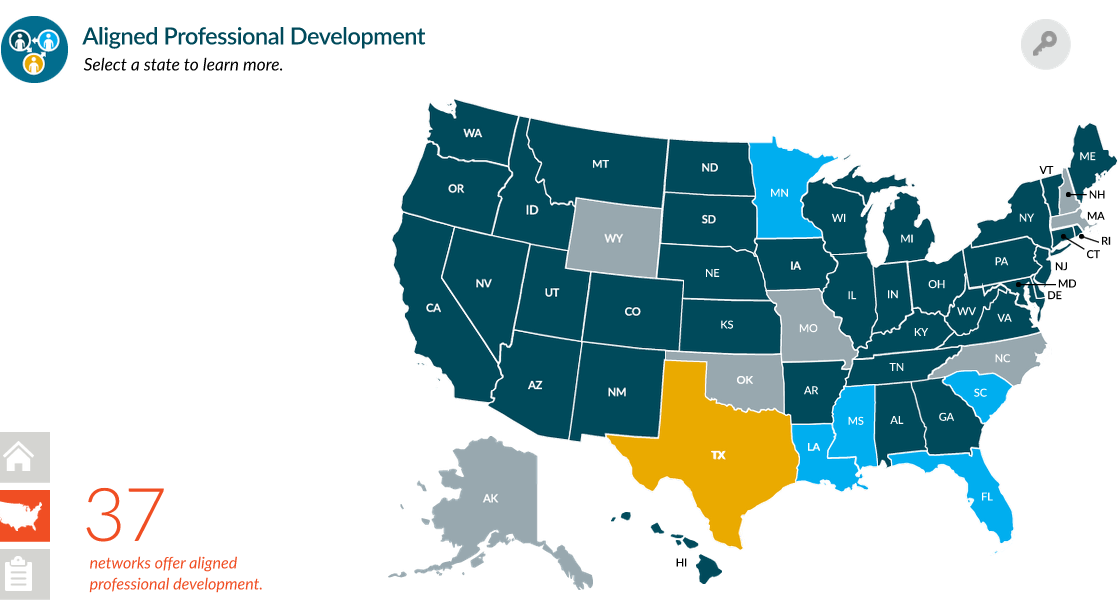 Aligned Professional Development
Select a state to learn more.
WA
MT
ND
MN
ME
VT
NH
OR
ID
SD
WI
NY
MA
WY
MI
RI
CT
IA
PA
NJ
NV
NE
MD
UT
IL
IN
OH
DE
CA
CO
WV
VA
KS
MO
KY
NC
TN
AZ
NM
OK
AR
SC
MS
AL
GA
LA
TX
AK
FL
HI
37
networks offer aligned
professional development.